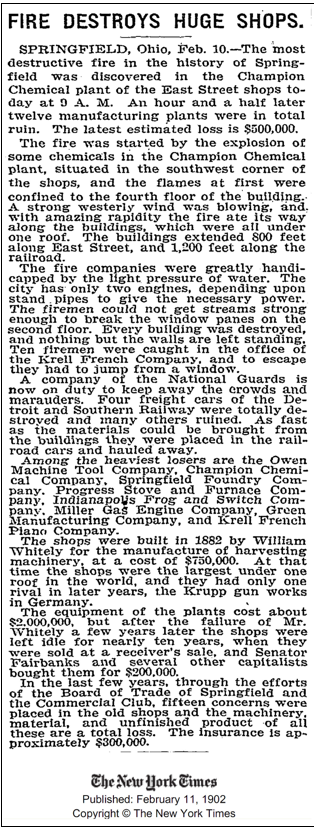 FIRE DESTROYS HUGE SHOPS.
SPRINGFIELD, Ohio, Feb. 10.—The most
destructive fire in the history of Spring-
field was discovered in the Champion
Chemical plant of the East Street shops to-
day at 9 A. M. An hour and a half later
twelve manufacturing plants were in total
ruin. The latest estimated loss is $500,000.
The fire was started by the explosion of
some chemicals in the Champion Chemical
plant, situated in the southwest corner of
the shops, and the flames at first were
confined to the fourth floor of the building.
A strong westerly wind was blowing, and
with amazing rapidity the fire ate its way
along the buildings, which were all under
one roof. The buildings extended 800 feet
along East Street, and 1,200 feet along the
railroad.
The fire companies were greatly handi-
capped by the light pressure of water. The
city has only two engines, depending upon
stand pipes to give the necessary power.
The firemen could not get streams strong
enough to break the window panes on the
second floor. Every building was destroyed,
and nothing but the walls are left standing.
Ten firemen were caught in the office of
the Krell French Company, and to escape
they had to jump from a window.
A company of the National Guards is
now on duty to keep away the crowds and
marauders. Four freight cars of the De-
troit and Southern Railway were totally de-
stroyed and many others ruined. As fast
as the materials could be brought from
the buildings they were placed in the rail-
road cars and hauled away.
Among the heaviest losers are the Owen
Machine Tool Company, Champion Chemi-
cal Company, Springfield Foundry Com-
pany, Progress Stove and Furnace Com-
pany, Indianapolis Frog and Switch Com-
pany, Miller Gas Engine Company, Green
Manufacturing Company, and Krell French
Piano Company.
The shops were built in 1882 by William
Whitely for the manufacture of harvesting
machinery, at a cost of $750,000. At that
time the shops were the largest under one
roof in the world, and they had only one
rival in later years, the Krupp gun works
in Germany.
The equipment of the plants cost about
$2,000,000, but after the failure of Mr.
Whitely a few years later the shops were
left idle for nearly ten years, when they
were sold at a receiver's sale, and Senator
Fairbanks and several other capitalists
bought them for $200,000.
In the last few years, through the efforts
of the Board of Trade of Springfield and
the Commercial Club, fifteen concerns were
placed in the old shops and the machinery,
material, and unfinished product of all
these are a total loss. The insurance is ap-
proximately $300,000.
The New York Times
Published: February 11, 1902
Copyright © The New York Times